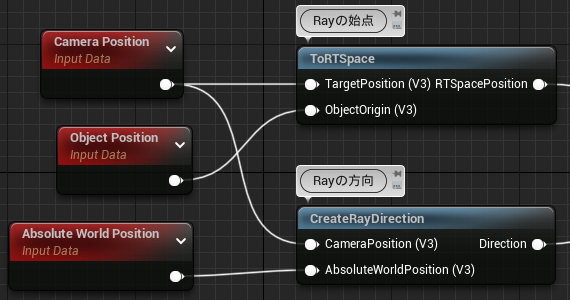 Rayの始点
Camera Position
Input Data
ToRTSpace
TargetPosition (V3) RTSpacePosition
ObjectOrigin (V3)
Object Position
Input Data
Rayの方向
Absolute World Position
Input Data
CreateRayDirection
CameraPosition (V3) Direction
AbsoluteWorldPosition (V3)